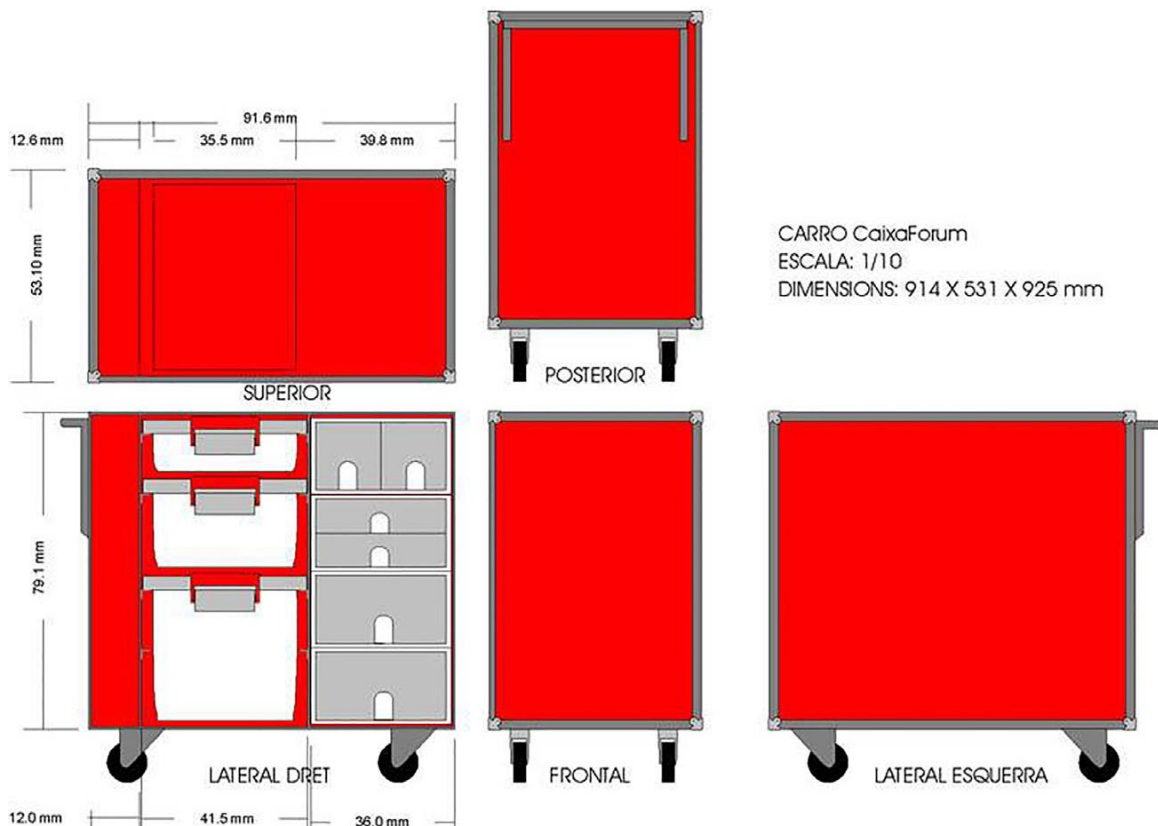 91.6 mm
12.6 mm
35.5 mm
39.8 mm
53.10 mm
CARRO CaixaForum
ESCALA: 1/10
DIMENSIONS: 914 X 531 X 925 mm
SUPERIOR
POSTERIOR
79.1 mm
LATERAL DRET
FRONTAL
LATERAL ESQUERRA
12.0 mm
41.5 mm
36.0 mm